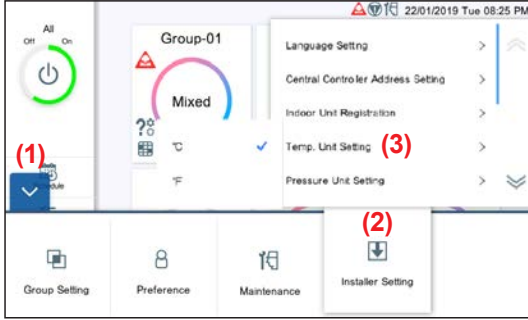 22/01/2019 Tue 08:25 PM
All
Off On
Group-01
Mixed
Language Setting
Central Controller Address Setting
Indoor Unit Registration
Temp. Unit Setting (3)
Pressure Unit Setting
°C
°F
(1)
(2)
Group Setting
Preference
Maintenance
Installer Setting